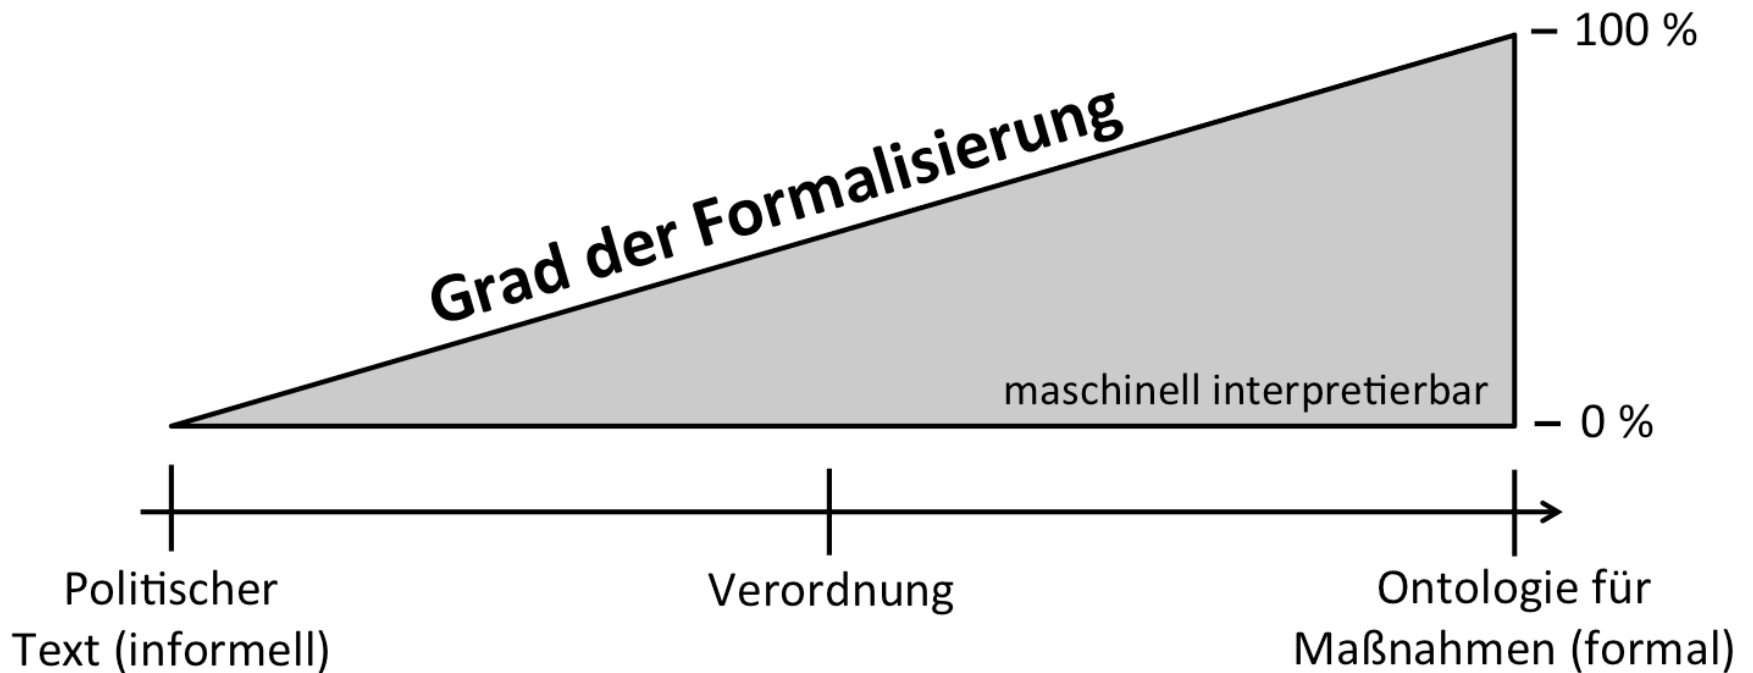 – 100 %
Grad der Formalisierung
maschinell interpretierbar
– 0 %
Politischer
Text (informell)
Verordnung
Ontologie für
Maßnahmen (formal)